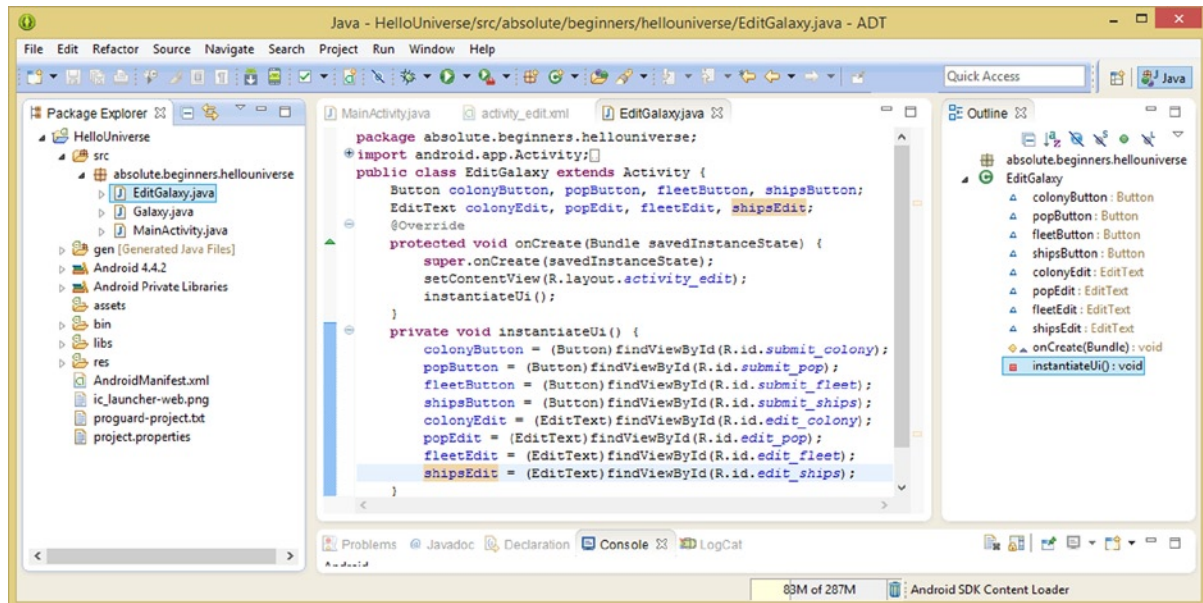 Java - HelloUniverse/src/absolute/beginners/hellouniverse/EditGalaxy.java - ADT
File Edit Refactor Source Navigate Search Project Run Window Help
Quick Access
Java
Package Explorer
HelloUniverse
src
absolute.beginners.hellouniverse
EditGalaxy.java
Galaxy.java
MainActivity.java
gen [Generated Java Files]
Android 4.4.2
Android Private Libraries
assets
bin
libs
res
AndroidManifest.xml
ic_launcher-web.png
proguard-project.txt
project.properties
MainActivity.java activity_edit.xml EditGalaxy.java
package absolute.beginners.hellouniverse;
import android.app.Activity;
public class EditGalaxy extends Activity {
Button colonyButton, popButton, fleetButton, shipsButton;
EditText colonyEdit, popEdit, fleetEdit, shipsEdit;
@Override
protected void onCreate(Bundle savedInstanceState) {
super.onCreate(savedInstanceState);
setContentView(R.layout.activity_edit);
instantiateUi();
}
private void instantiateUi() {
colonyButton = (Button)findViewById(R.id.submit_colony);
popButton = (Button)findViewById(R.id.submit_pop);
fleetButton = (Button)findViewById(R.id.submit_fleet);
shipsButton = (Button)findViewById(R.id.submit_ships);
colonyEdit = (EditText)findViewById(R.id.edit_colony);
popEdit = (EditText)findViewById(R.id.edit_pop);
fleetEdit = (EditText)findViewById(R.id.edit_fleet);
shipsEdit = (EditText)findViewById(R.id.edit_ships);
}
Outline
absolute.beginners.hellouniverse
EditGalaxy
colonyButton : Button
popButton : Button
fleetButton : Button
shipsButton : Button
colonyEdit : EditText
popEdit : EditText
fleetEdit : EditText
shipsEdit : EditText
onCreate(Bundle) : void
instantiateUi() : void
Problems @ Javadoc Declaration Console LogCat
Android
83M of 287M
Android SDK Content Loader